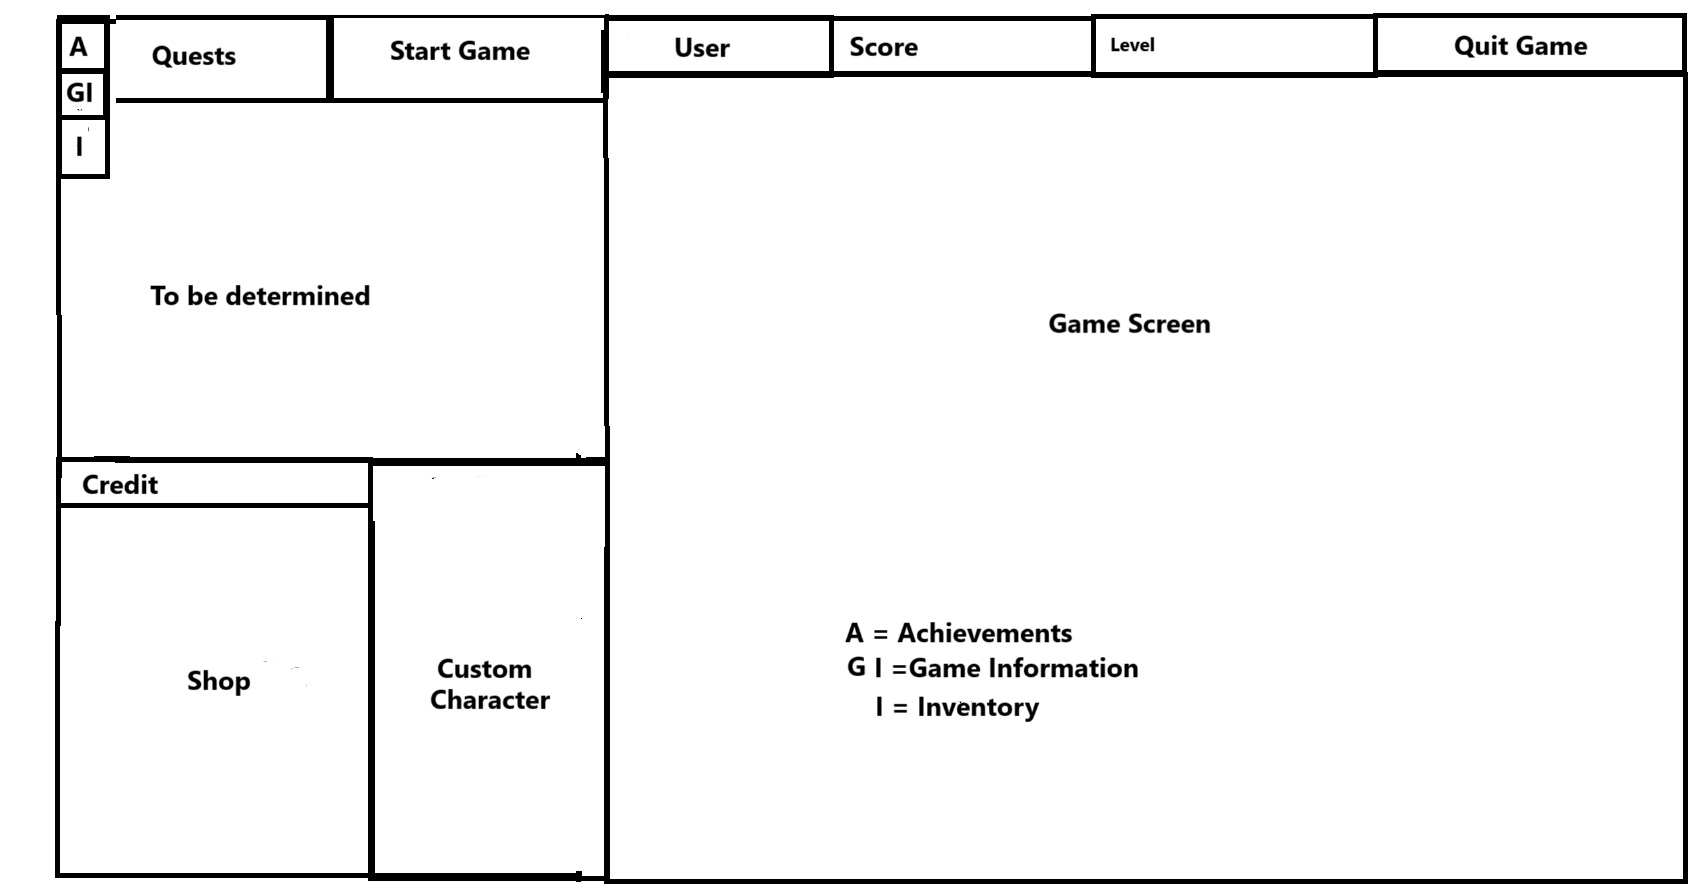 A
Quests
Start Game
User
Score
Level
Quit Game
GI
I
To be determined
Game Screen
Credit
Shop
Custom
Character
A = Achievements
G I =Game Information
I = Inventory